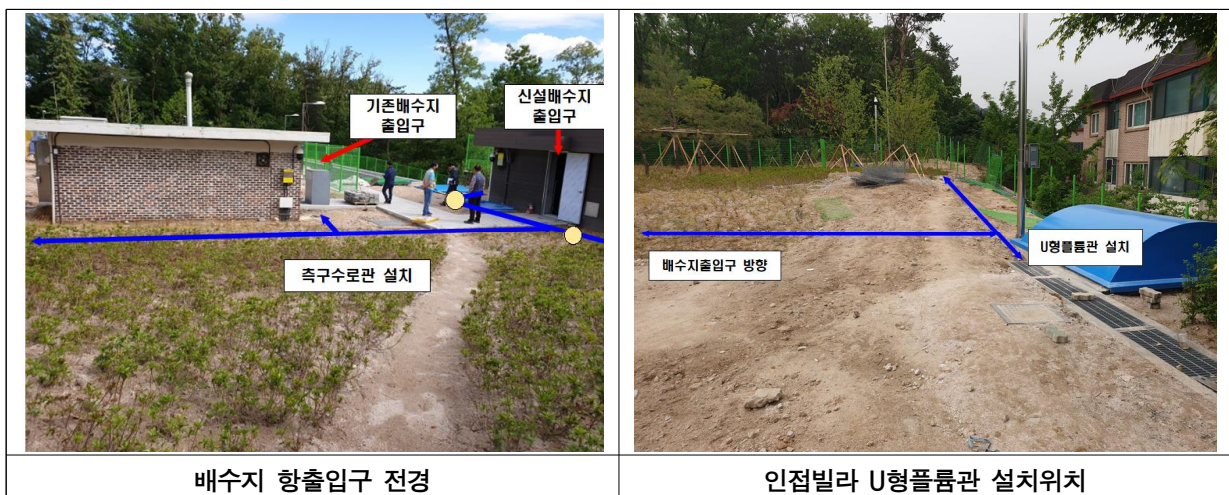 기존배수지
출입구
신설배수지
출입구
측구수로관 설치
배수지출입구 방향
U형플륨관 설치
배수지 항출입구 전경
인접빌라 U형플륨관 설치위치